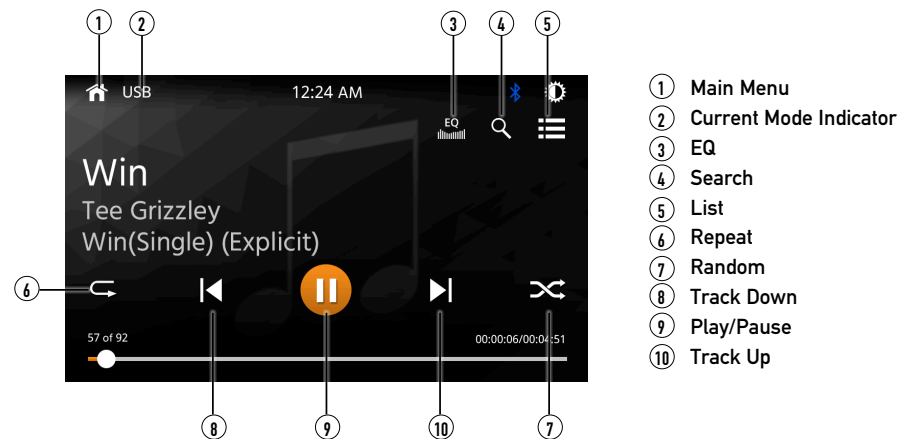 1 2 3 4 5
USB 12:24 AM
EQ
Win
Tee Grizzley
Win(Single) (Explicit)
6
57 of 92 00:00:06/00:04:51
8 9 10 7
1 Main Menu
2 Current Mode Indicator
3 EQ
4 Search
5 List
6 Repeat
7 Random
8 Track Down
9 Play/Pause
10 Track Up